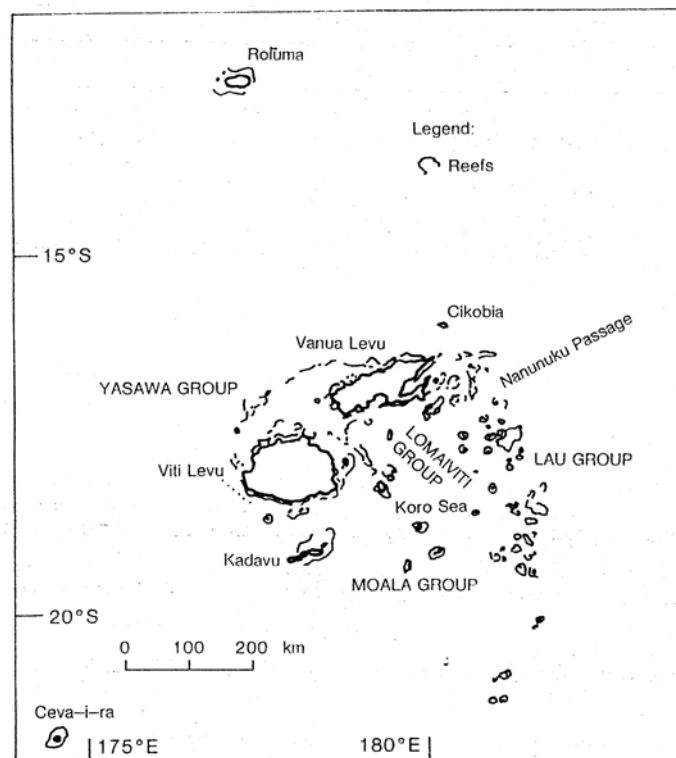 Rotuma
Legend:
Reefs
15°S
Cikobia
Vanua Levu
Nanunuku Passage
YASAWA GROUP
LOMAIVITI
GROUP
LAU GROUP
Viti Levu
Koro Sea
Kadavu
MOALA GROUP
20°S
0 100 200 km
Ceva-i-ra
175°E
180°E